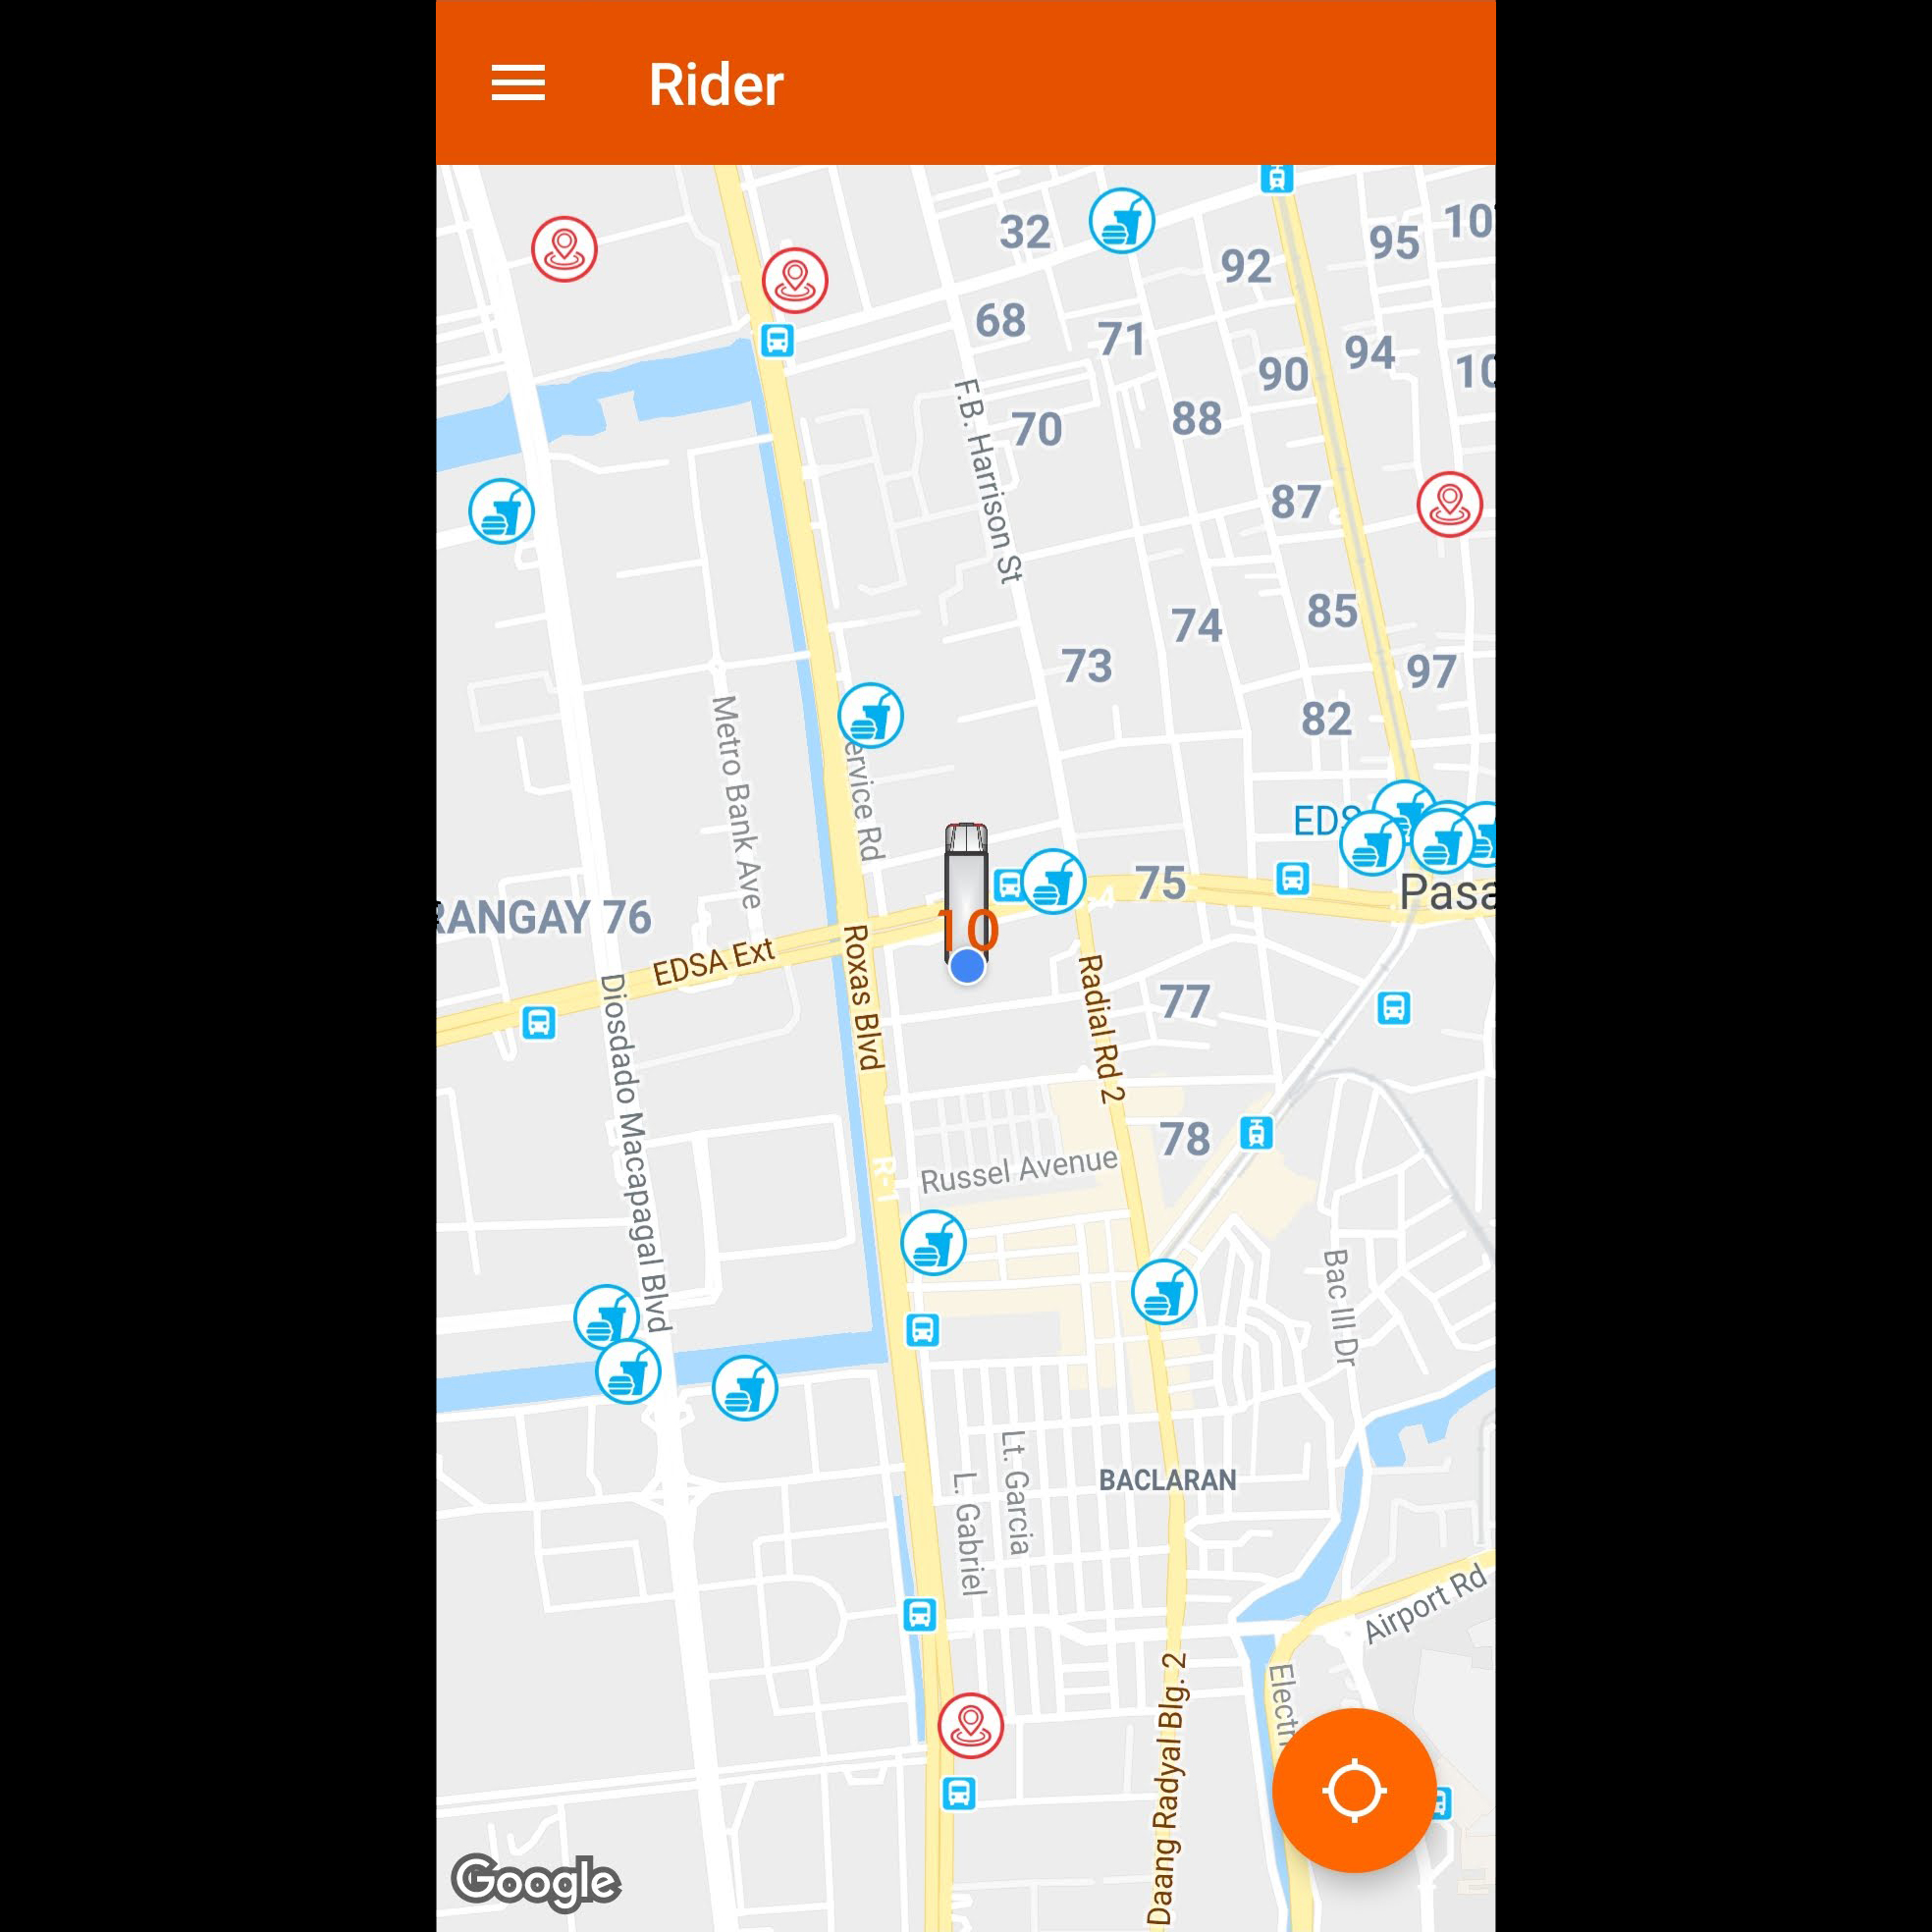 Rider
32
92
95
10
68
71
90
94
10
F.B. Harrison St
70
88
87
74
85
73
97
82
Metro Bank Ave
ervice Rd
EDS
75
Pasa
RANGAY 76
10
EDSA Ext
Roxas Blvd
Radial Rd 2
77
Diosdado Macapagal Blvd
78
R-1
Russel Avenue
Bac III Dr
Lt. Garcia
L. Gabriel
BACLARAN
Airport Rd
Daang Radyal Blg. 2
Electr
Google